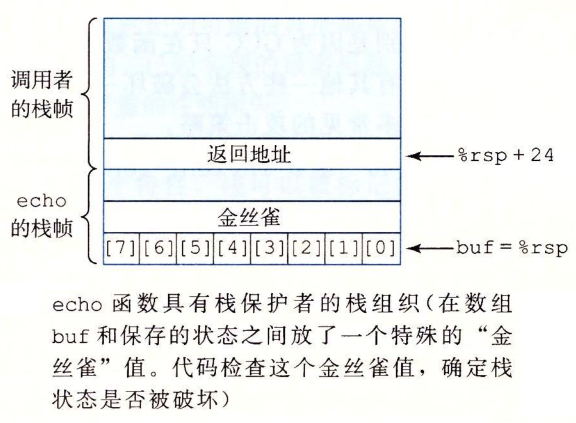 调用者
的栈帧
返回地址
%rsp+24
echo
的栈帧
金丝雀
[7][6][5][4][3][2][1][0]
buf=%rsp
echo 函数具有栈保护者的栈组织(在数组
buf 和保存的状态之间放了一个特殊的“金
丝雀”值。代码检查这个金丝雀值，确定栈
状态是否被破坏)